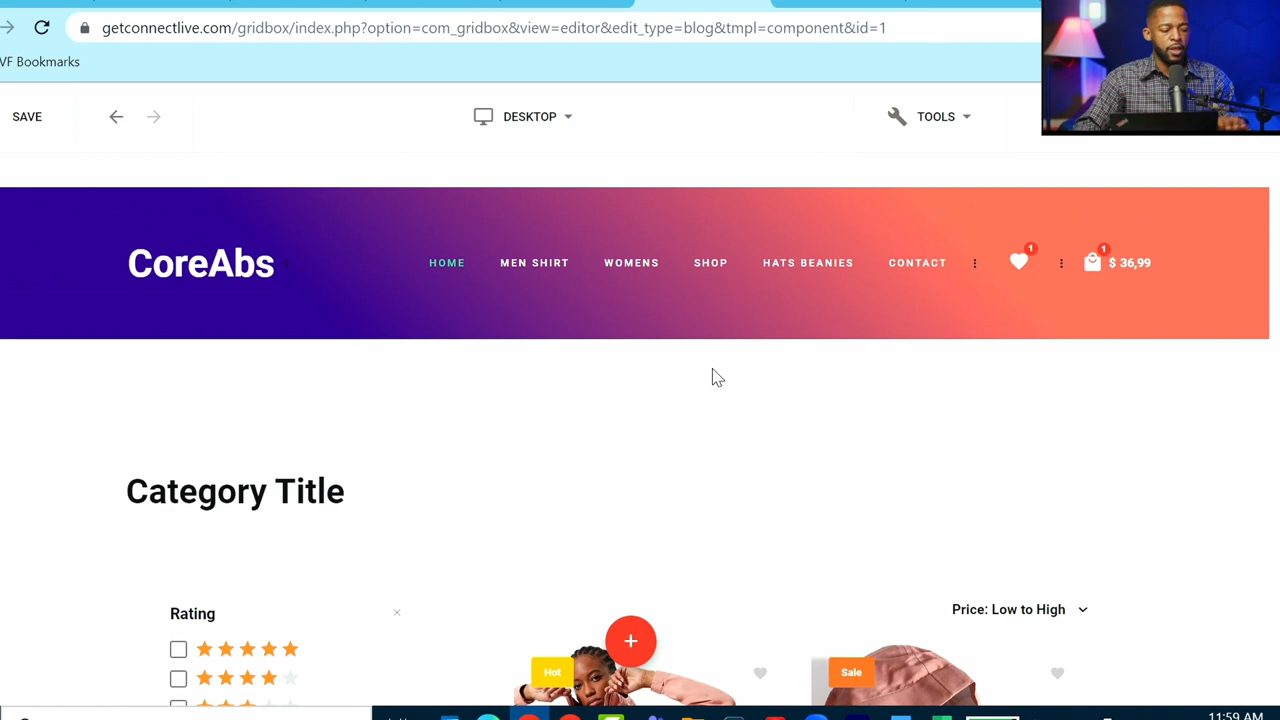 getconnectlive.com/gridbox/index.php?option=com_gridbox&view=editor&edit_type=blog&tmpl=component&id=1
VF Bookmarks
SAVE
DESKTOP
TOOLS
CoreAbs
HOME
MEN SHIRT
WOMENS
SHOP
HATS BEANIES
CONTACT
1
1
$ 36,99
Category Title
Rating
Price: Low to High
+
Hot
Sale
11:59 AM